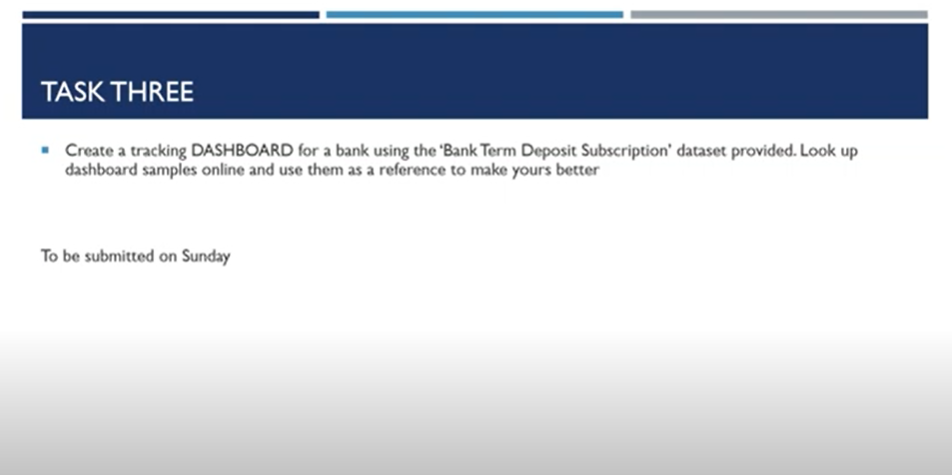 TASK THREE
Create a tracking DASHBOARD for a bank using the ‘Bank Term Deposit Subscription’ dataset provided. Look up
dashboard samples online and use them as a reference to make yours better
To be submitted on Sunday